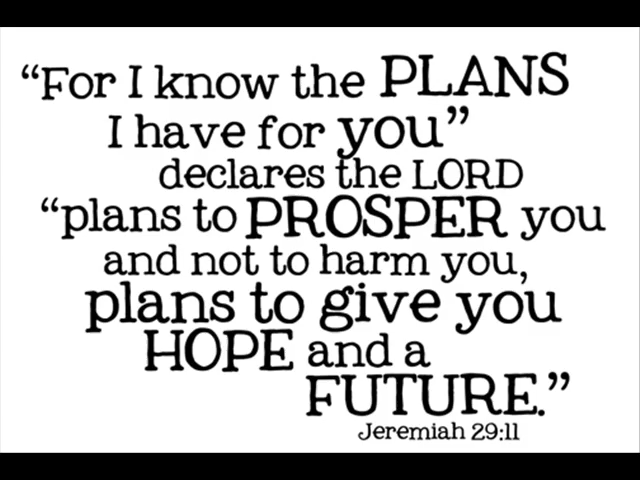 “For I know the PLANS
I have for you”
declares the LORD
“plans to PROSPER you
and not to harm you,
plans to give you
HOPE and a
FUTURE.”
Jeremiah 29:11